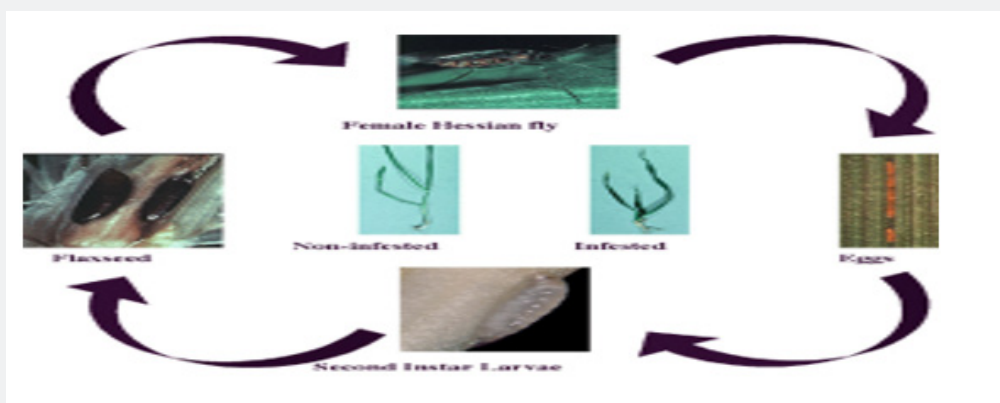 Female Hessian fly
Non-infested
Infested
Flaxseed
Eggs
Second Instar Larvae